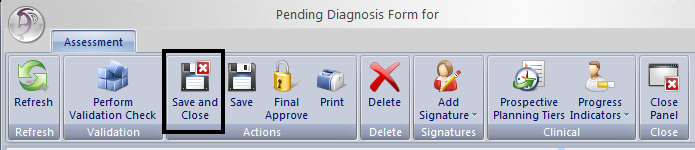 Pending Diagnosis Form for
Assessment
Refresh
Perform
Validation Check
Save and
Close
Save
Final
Approve
Print
Delete
Add
Signature
Prospective
Planning Tiers
Progress
Indicators
Close
Panel
Refresh
Validation
Actions
Delete
Signatures
Clinical
Close